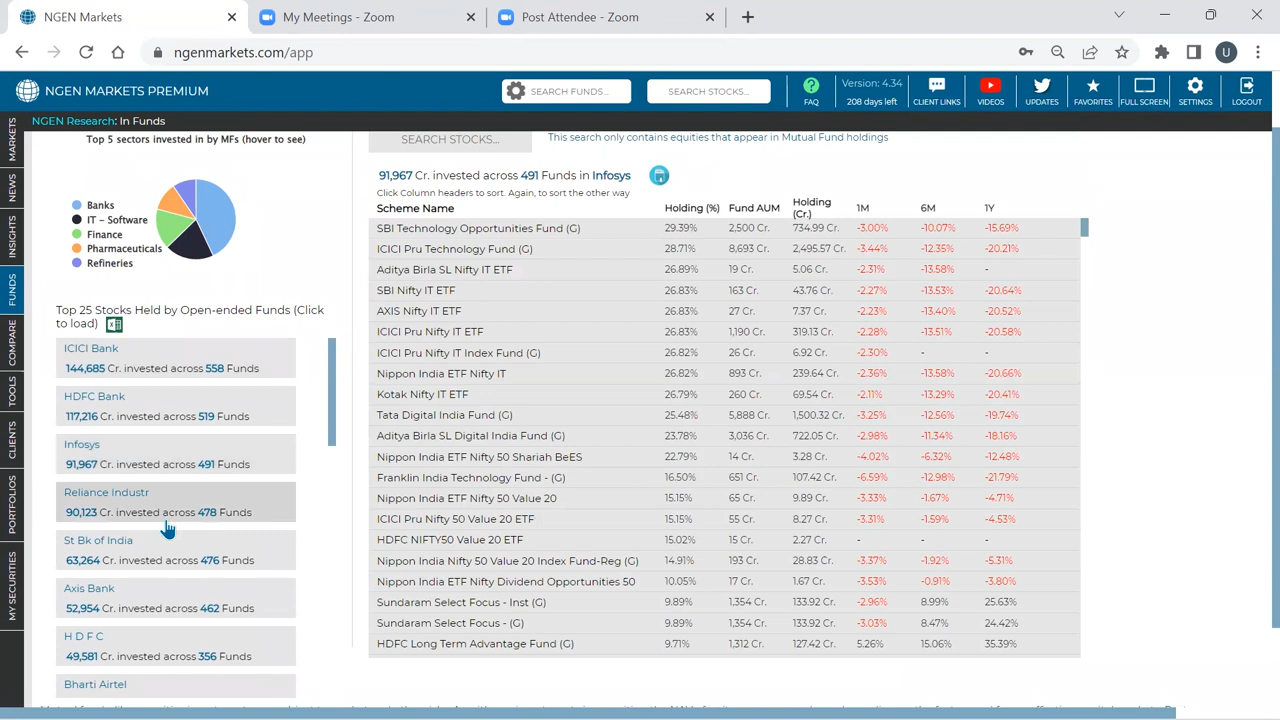 NGEN Markets
My Meetings - Zoom
Post Attendee - Zoom
ngenmarkets.com/app
U
NGEN MARKETS PREMIUM
SEARCH FUNDS...
SEARCH STOCKS...
FAQ
Version: 4.34
208 days left
CLIENT LINKS
VIDEOS
UPDATES
FAVORITES
FULL SCREEN
SETTINGS
LOGOUT
NGEN Research: In Funds
MARKETS
NEWS
INSIGHTS
FUNDS
COMPARE
TOOLS
CLIENTS
PORTFOLIOS
MY SECURITIES
Top 5 sectors invested in by MFs (hover to see)
Banks
IT - Software
Finance
Pharmaceuticals
Refineries
Top 25 Stocks Held by Open-ended Funds (Click
to load)
ICICI Bank
144,685 Cr. invested across 558 Funds
HDFC Bank
117,216 Cr. invested across 519 Funds
Infosys
91,967 Cr. invested across 491 Funds
Reliance Industr
90,123 Cr. invested across 478 Funds
St Bk of India
63,264 Cr. invested across 476 Funds
Axis Bank
52,954 Cr. invested across 462 Funds
H D F C
49,581 Cr. invested across 356 Funds
Bharti Airtel
SEARCH STOCKS...
This search only contains equities that appear in Mutual Fund holdings
91,967 Cr. invested across 491 Funds in Infosys
Click Column headers to sort. Again, to sort the other way
Scheme Name Holding (%) Fund AUM Holding (Cr.) 1M 6M 1Y
SBI Technology Opportunities Fund (G) 29.39% 2,500 Cr. 734.99 Cr. -3.00% -10.07% -15.69%
ICICI Pru Technology Fund (G) 28.71% 8,693 Cr. 2,495.57 Cr. -3.44% -12.35% -20.21%
Aditya Birla SL Nifty IT ETF 26.89% 19 Cr. 5.06 Cr. -2.31% -13.58% -
SBI Nifty IT ETF 26.83% 163 Cr. 43.76 Cr. -2.27% -13.53% -20.64%
AXIS Nifty IT ETF 26.83% 27 Cr. 7.37 Cr. -2.23% -13.40% -20.52%
ICICI Pru Nifty IT ETF 26.83% 1,190 Cr. 319.13 Cr. -2.28% -13.51% -20.58%
ICICI Pru Nifty IT Index Fund (G) 26.82% 26 Cr. 6.92 Cr. -2.30% - -
Nippon India ETF Nifty IT 26.82% 893 Cr. 239.64 Cr. -2.36% -13.58% -20.66%
Kotak Nifty IT ETF 26.79% 260 Cr. 69.54 Cr. -2.11% -13.29% -20.41%
Tata Digital India Fund (G) 25.48% 5,888 Cr. 1,500.32 Cr. -3.25% -12.56% -19.74%
Aditya Birla SL Digital India Fund (G) 23.78% 3,036 Cr. 722.05 Cr. -2.98% -11.34% -18.16%
Nippon India ETF Nifty 50 Shariah BeES 22.79% 14 Cr. 3.28 Cr. -4.02% -6.32% -12.48%
Franklin India Technology Fund - (G) 16.50% 651 Cr. 107.42 Cr. -6.59% -12.98% -21.79%
Nippon India ETF Nifty 50 Value 20 15.15% 65 Cr. 9.89 Cr. -3.33% -1.67% -4.71%
ICICI Pru Nifty 50 Value 20 ETF 15.15% 55 Cr. 8.27 Cr. -3.31% -1.59% -4.53%
HDFC NIFTY50 Value 20 ETF 15.02% 15 Cr. 2.27 Cr. - - -
Nippon India Nifty 50 Value 20 Index Fund-Reg (G) 14.91% 193 Cr. 28.83 Cr. -3.37% -1.92% -5.31%
Nippon India ETF Nifty Dividend Opportunities 50 10.05% 17 Cr. 1.67 Cr. -3.53% -0.91% -3.80%
Sundaram Select Focus - Inst (G) 9.89% 1,354 Cr. 133.92 Cr. -2.96% 8.99% 25.63%
Sundaram Select Focus - (G) 9.89% 1,354 Cr. 133.92 Cr. -3.03% 8.47% 24.42%
HDFC Long Term Advantage Fund (G) 9.71% 1,312 Cr. 127.42 Cr. 5.26% 15.06% 35.39%